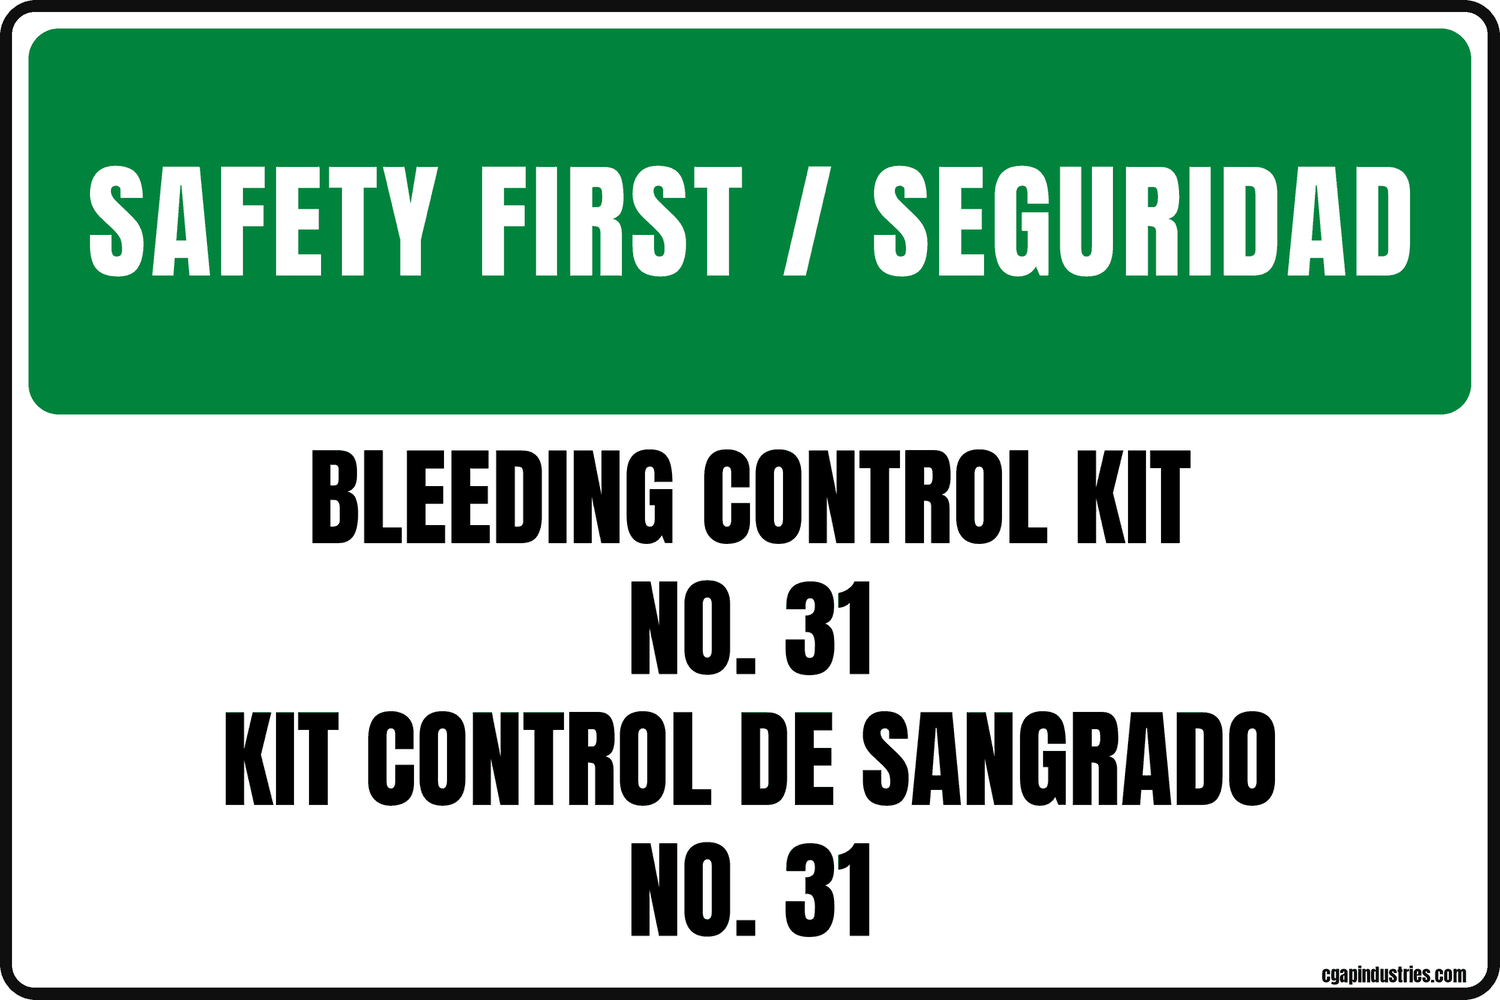 SAFETY FIRST / SEGURIDAD
BLEEDING CONTROL KIT
NO. 31
KIT CONTROL DE SANGRADO
NO. 31
cgapindustries.com